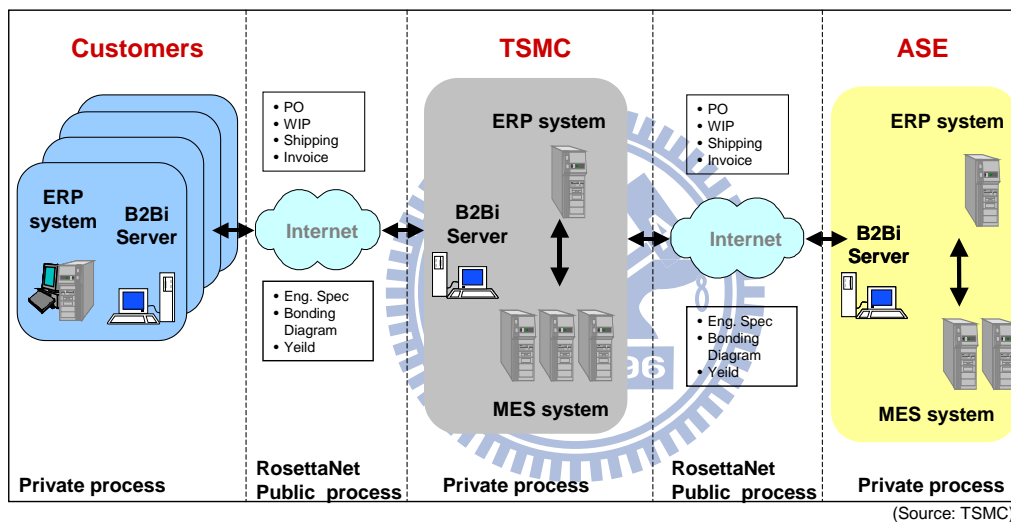 Customers
TSMC
ASE
• PO
• WIP
• Shipping
• Invoice
• PO
• WIP
• Shipping
• Invoice
ERP system
ERP system
ERP
system
B2Bi
Server
Internet
B2Bi
Server
Internet
B2Bi
Server
• Eng. Spec
• Bonding
Diagram
• Yeild
• Eng. Spec
• Bonding
Diagram
• Yeild
96
MES system
MES system
Private process
RosettaNet
Public process
Private process
RosettaNet
Public process
Private process
(Source: TSMC)